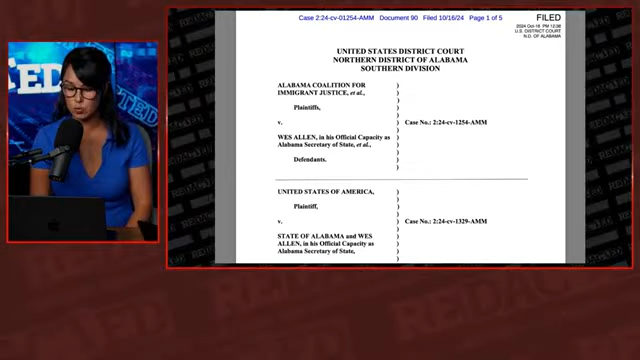 Case 2:24-cv-01254-AMM Document 90 Filed 10/16/24 Page 1 of 5
FILED
2024 Oct-16 PM 12:38
U.S. DISTRICT COURT
N.D. OF ALABAMA
UNITED STATES DISTRICT COURT
NORTHERN DISTRICT OF ALABAMA
SOUTHERN DIVISION
ALABAMA COALITION FOR )
IMMIGRANT JUSTICE, et al., )
)
Plaintiffs, )
)
v. ) Case No.: 2:24-cv-1254-AMM
)
WES ALLEN, in his Official Capacity as )
Alabama Secretary of State, et al., )
)
Defendants. )
)
UNITED STATES OF AMERICA, )
)
Plaintiff, )
)
v. ) Case No.: 2:24-cv-1329-AMM
)
STATE OF ALABAMA and WES )
ALLEN, in his Official Capacity as )
Alabama Secretary of State, )
)
REDACTED